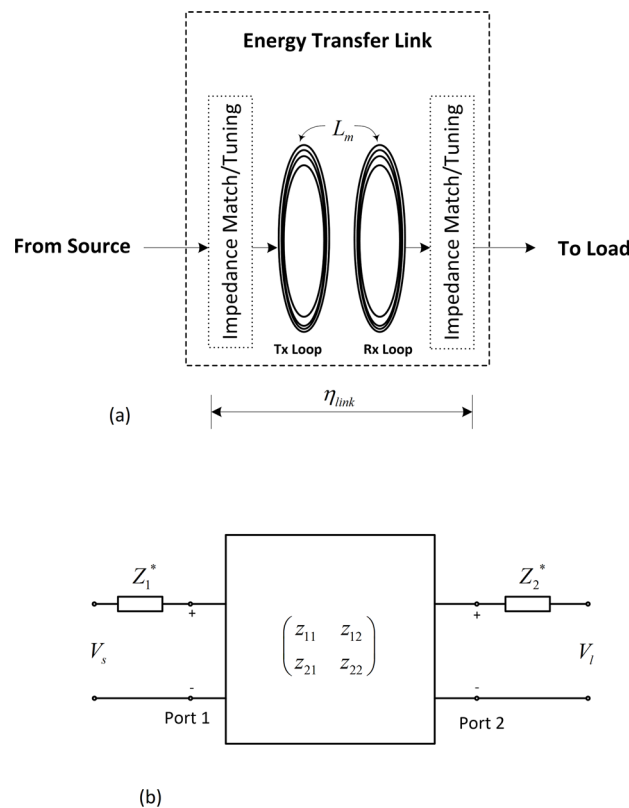 Energy Transfer Link
Impedance Match/Tuning
L_m
Impedance Match/Tuning
From Source
To Load
Tx Loop
Rx Loop
η_link
(a)
Z_1^*
Z_2^*
+
+
V_s
z_11 z_12
z_21 z_22
V_l
-
-
Port 1
Port 2
(b)